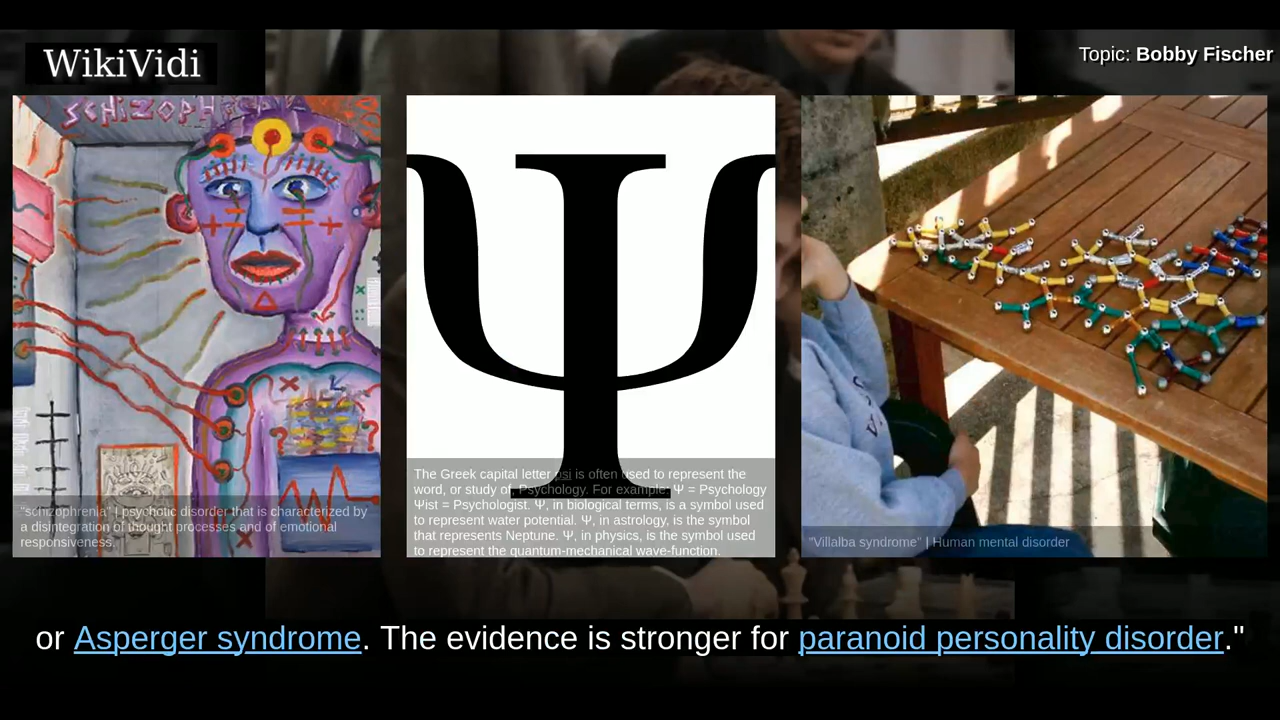 WikiVidi
Topic: Bobby Fischer
SCHIZOPH
"schizophrenia" | psychotic disorder that is characterized by
a disintegration of thought processes and of emotional
responsiveness.
The Greek capital letter psi is often used to represent the
word, or study of, Psychology. For example: Ψ = Psychology
Ψist = Psychologist. Ψ, in biological terms, is a symbol used
to represent water potential. Ψ, in astrology, is the symbol
that represents Neptune. Ψ, in physics, is the symbol used
to represent the quantum-mechanical wave-function.
"Villalba syndrome" | Human mental disorder
or Asperger syndrome. The evidence is stronger for paranoid personality disorder."